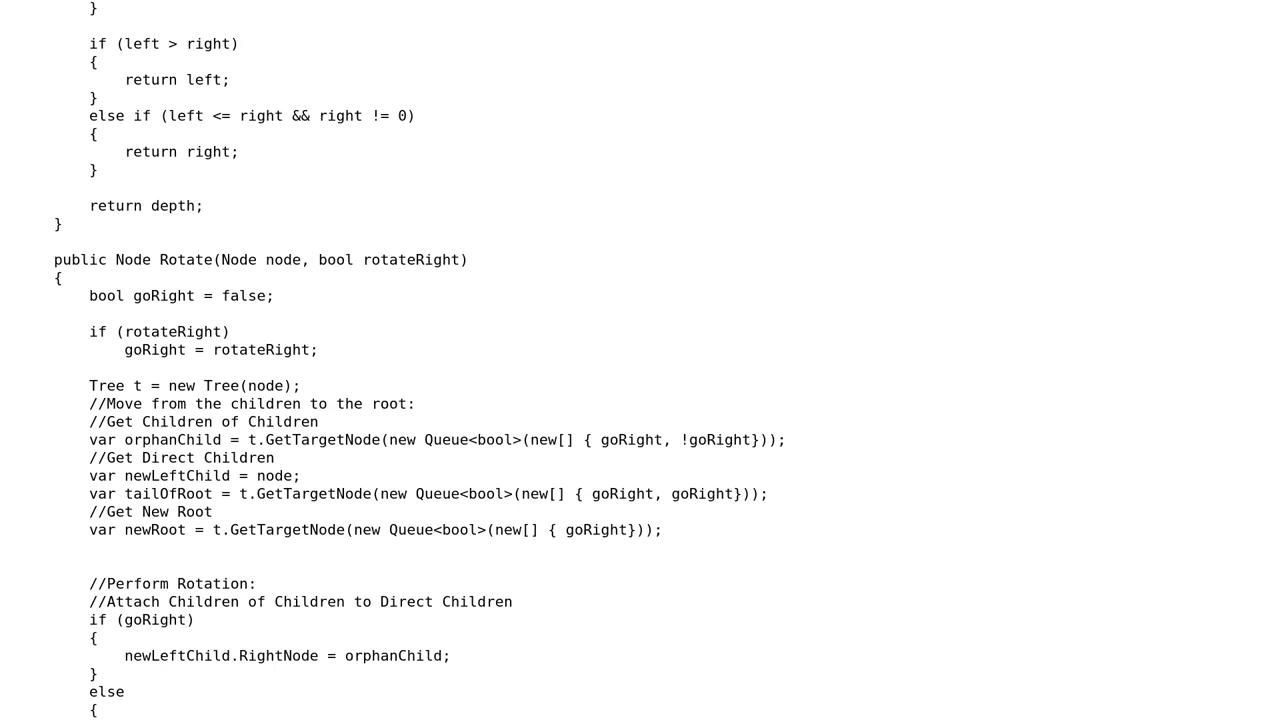 }
if (left > right)
{
return left;
}
else if (left <= right && right != 0)
{
return right;
}
return depth;
}
public Node Rotate(Node node, bool rotateRight)
{
bool goRight = false;
if (rotateRight)
goRight = rotateRight;
Tree t = new Tree(node);
//Move from the children to the root:
//Get Children of Children
var orphanChild = t.GetTargetNode(new Queue<bool>(new[] { goRight, !goRight}));
//Get Direct Children
var newLeftChild = node;
var tailOfRoot = t.GetTargetNode(new Queue<bool>(new[] { goRight, goRight}));
//Get New Root
var newRoot = t.GetTargetNode(new Queue<bool>(new[] { goRight}));
//Perform Rotation:
//Attach Children of Children to Direct Children
if (goRight)
{
newLeftChild.RightNode = orphanChild;
}
else
{